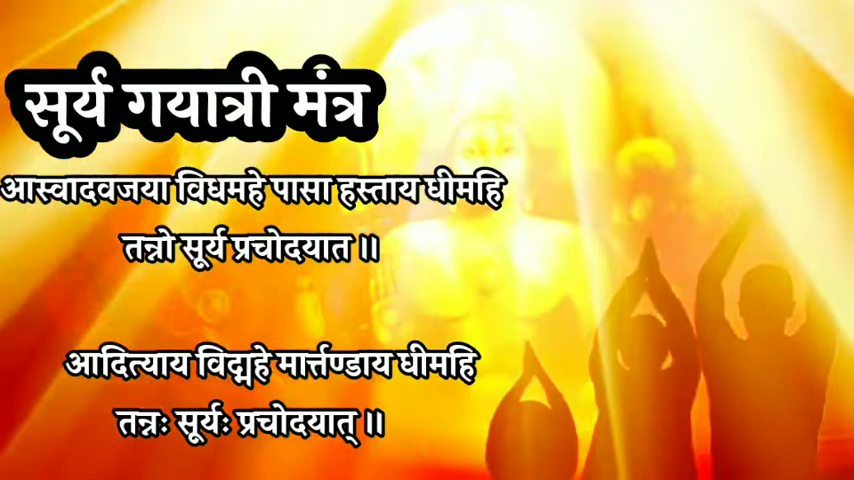 सूर्य गयात्री मंत्र
आस्वादवजया विधमहे पासा हस्ताय धीमहि
तन्नो सूर्य प्रचोदयात ॥
आदित्याय विद्महे मार्त्तण्डाय धीमहि
तन्नः सूर्यः प्रचोदयात् ॥